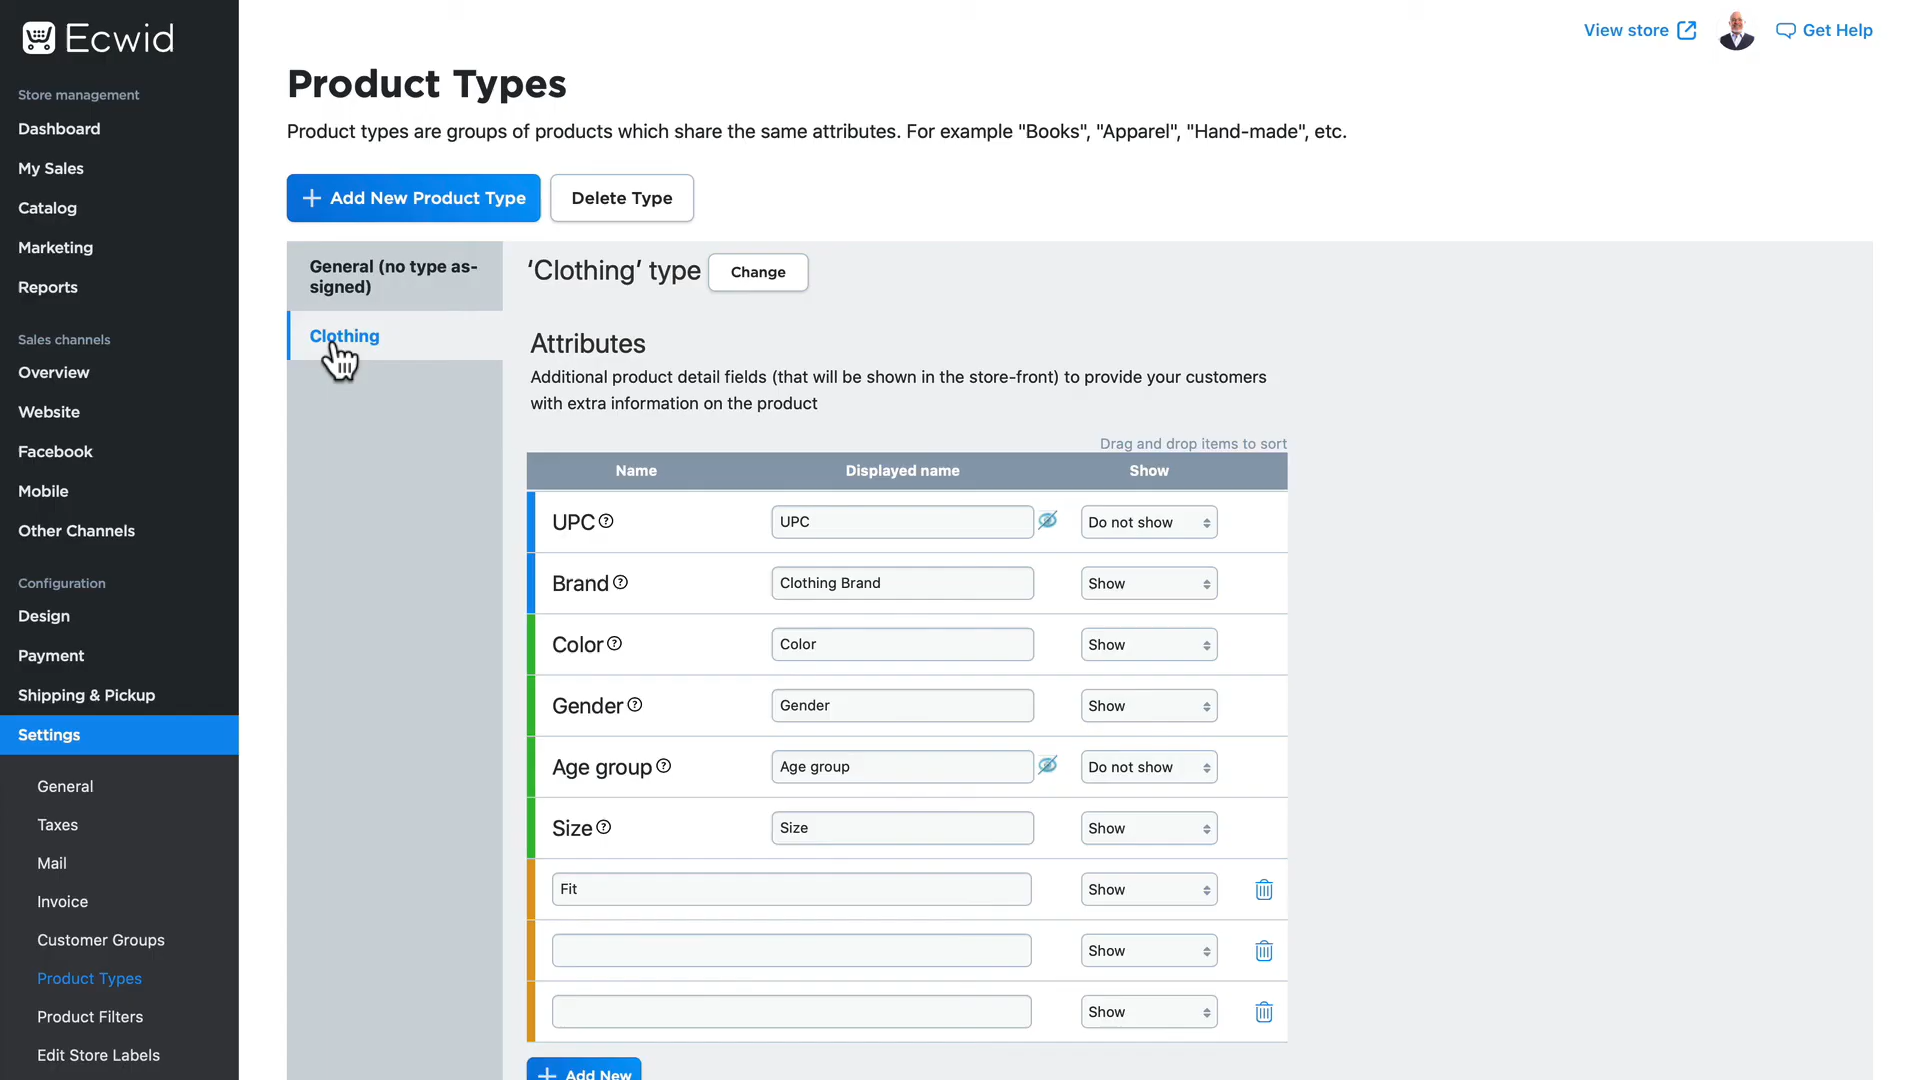 Ecwid
Store management
Dashboard
My Sales
Catalog
Marketing
Reports
Sales channels
Overview
Website
Facebook
Mobile
Other Channels
Configuration
Design
Payment
Shipping & Pickup
Settings
General
Taxes
Mail
Invoice
Customer Groups
Product Types
Product Filters
Edit Store Labels
View store
Get Help
Product Types
Product types are groups of products which share the same attributes. For example "Books", "Apparel", "Hand-made", etc.
+ Add New Product Type
Delete Type
General (no type as-
signed)
Clothing
‘Clothing’ type
Change
Attributes
Additional product detail fields (that will be shown in the store-front) to provide your customers
with extra information on the product
Drag and drop items to sort
Name Displayed name Show
UPC ? UPC Do not show
Brand ? Clothing Brand Show
Color ? Color Show
Gender ? Gender Show
Age group ? Age group Do not show
Size ? Size Show
Fit Show
Show
Show
+ Add New